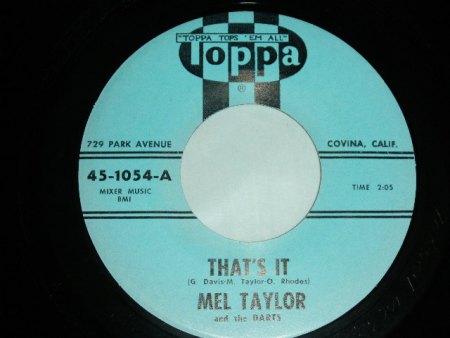 "TOPPA TOPS 'EM ALL"
Toppa
®
729 PARK AVENUE
COVINA, CALIF.
45-1054-A
MIXER MUSIC
BMI
TIME 2:05
THAT'S IT
(G Davis-M. Taylor-O. Rhodes)
MEL TAYLOR
and the DARTS